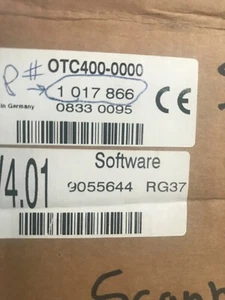 P# OTC400-0000
1 017 866
in Germany 0833 0095 CE
Software
V4.01
9055644 RG37